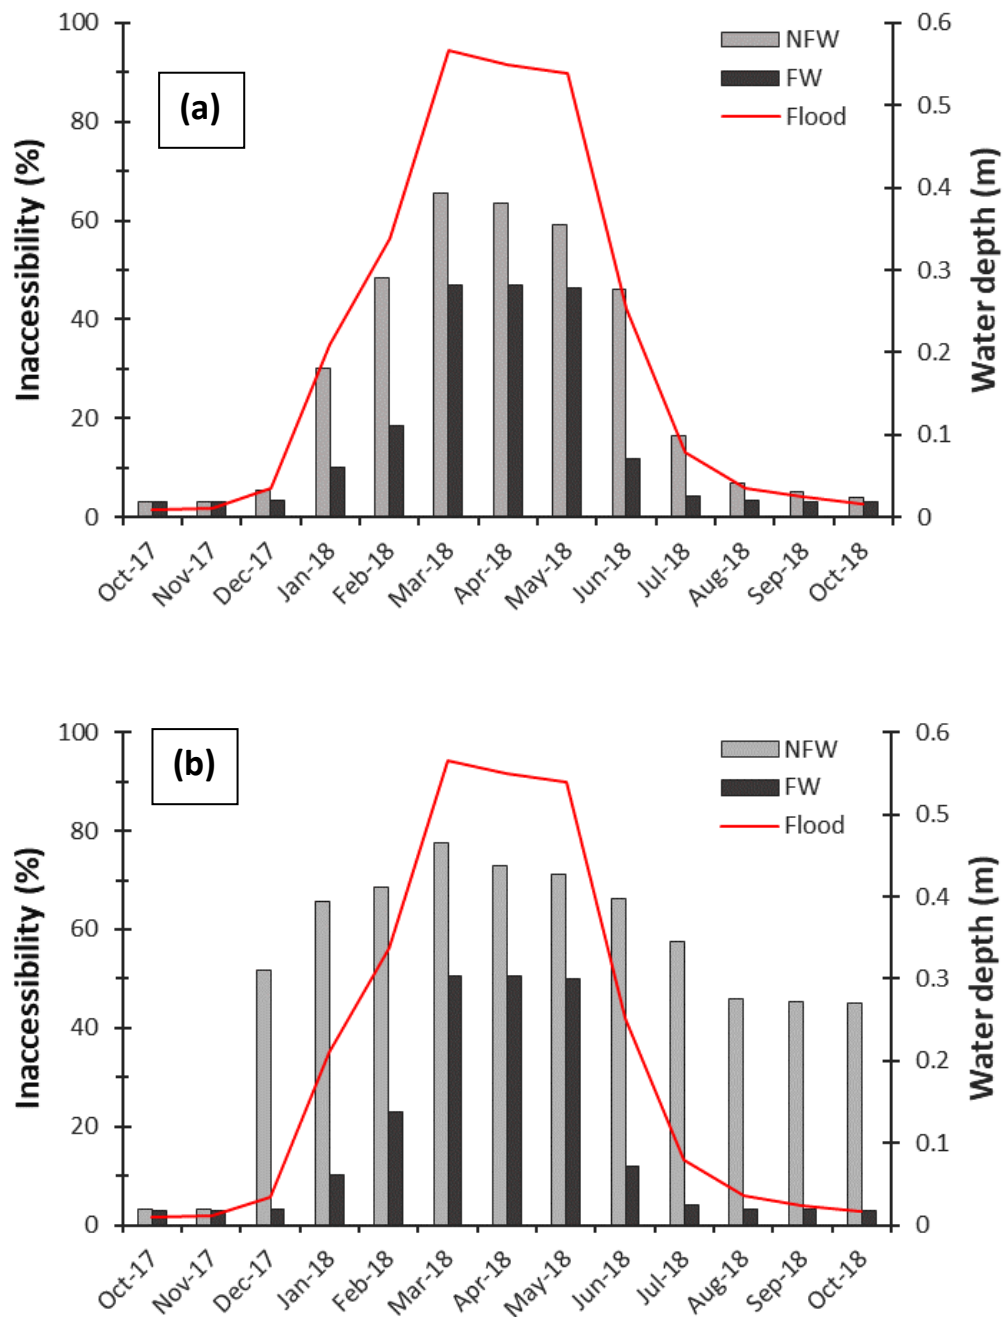 (a)
NFW
FW
Flood
Inaccessibility (%)
100
80
60
40
20
0
Water depth (m)
0.6
0.5
0.4
0.3
0.2
0.1
0
Oct-17
Nov-17
Dec-17
Jan-18
Feb-18
Mar-18
Apr-18
May-18
Jun-18
Jul-18
Aug-18
Sep-18
Oct-18
(b)
NFW
FW
Flood
Inaccessibility (%)
100
80
60
40
20
0
Water depth (m)
0.6
0.5
0.4
0.3
0.2
0.1
0
Oct-17
Nov-17
Dec-17
Jan-18
Feb-18
Mar-18
Apr-18
May-18
Jun-18
Jul-18
Aug-18
Sep-18
Oct-18